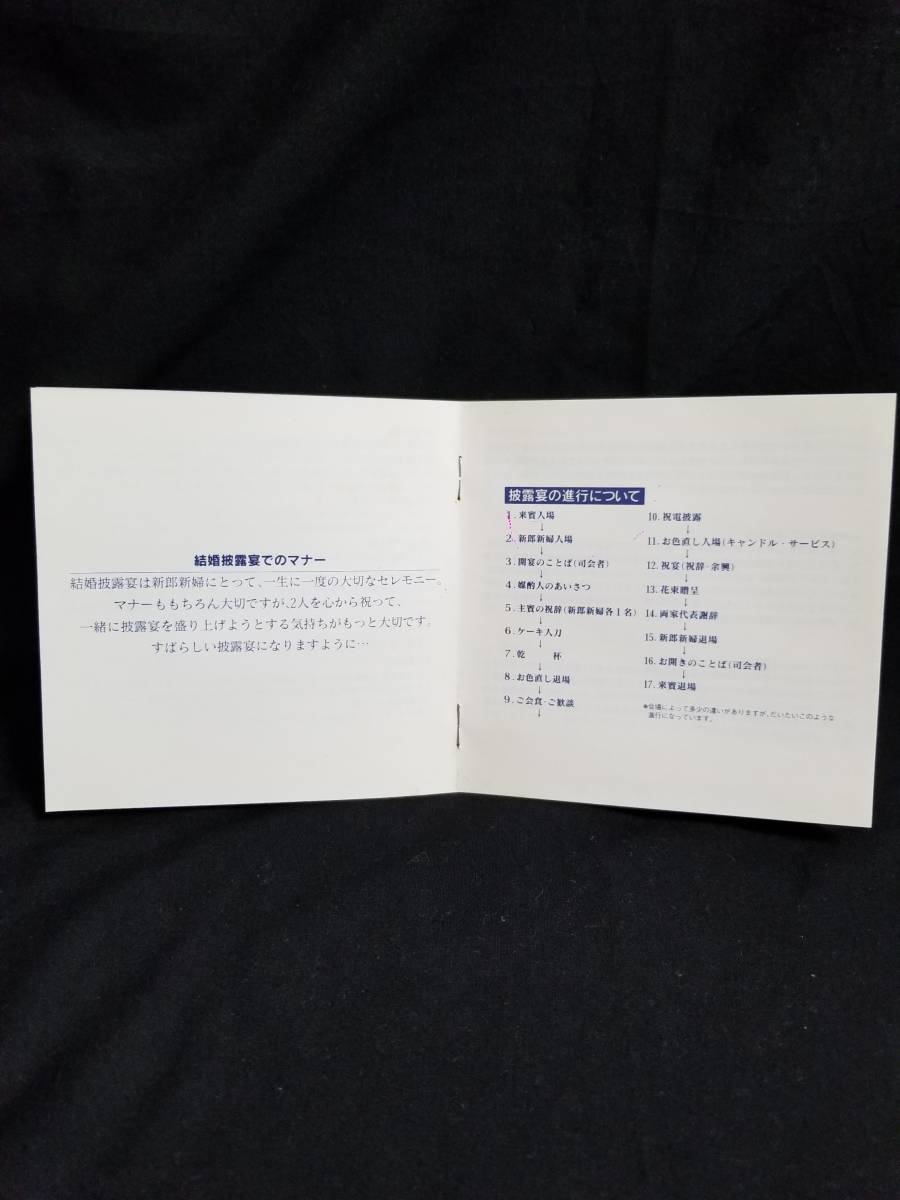 結婚披露宴でのマナー
結婚披露宴は新郎新婦にとって、一生に一度の大切なセレモニー。
マナーももちろん大切ですが、2人を心から祝って、
一緒に披露宴を盛り上げようとする気持ちがもっと大切です。
すばらしい披露宴になりますように…
披露宴の進行について
1. 来賓入場
↓
2. 新郎新婦入場
↓
3. 開宴のことば(司会者)
↓
4. 媒酌人のあいさつ
↓
5. 主賓の祝辞(新郎新婦各1名)
↓
6. ケーキ入刀
↓
7. 乾　　杯
↓
8. お色直し退場
↓
9. ご会食・ご歓談
↓
10. 祝電披露
↓
11. お色直し入場(キャンドル・サービス)
↓
12. 祝宴(祝辞・余興)
↓
13. 花束贈呈
↓
14. 両家代表謝辞
↓
15. 新郎新婦退場
↓
16. お開きのことば(司会者)
↓
17. 来賓退場
※会場によって多少の違いがありますが、だいたいこのような
進行になっています。